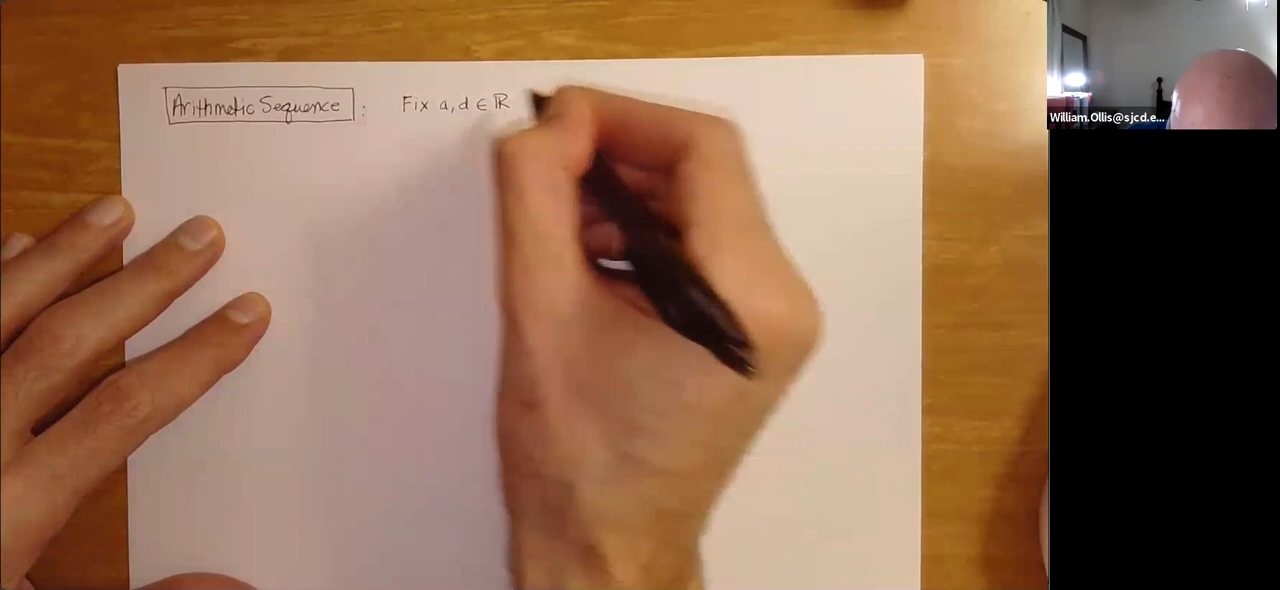 Arithmetic Sequence : Fix a, d ∈ ℝ
William.Ollis@sjcd.e...